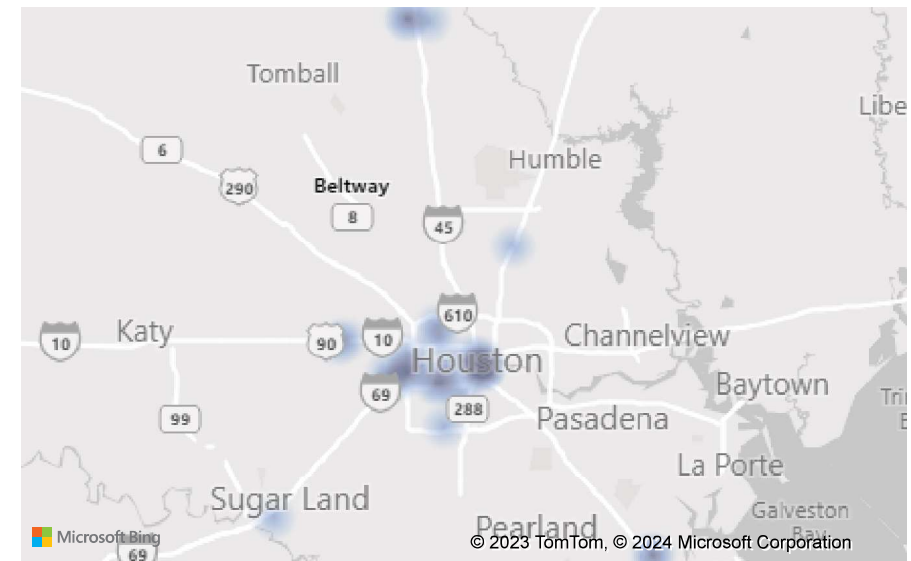 Tomball
Libe
6
Humble
290
Beltway
8
45
610
Katy
10
90
10
Channelview
Houston
Baytown
69
288
Tri
E
99
Pasadena
La Porte
Sugar Land
Galveston
Bay
Pearland
Microsoft Bing
69
© 2023 TomTom, © 2024 Microsoft Corporation